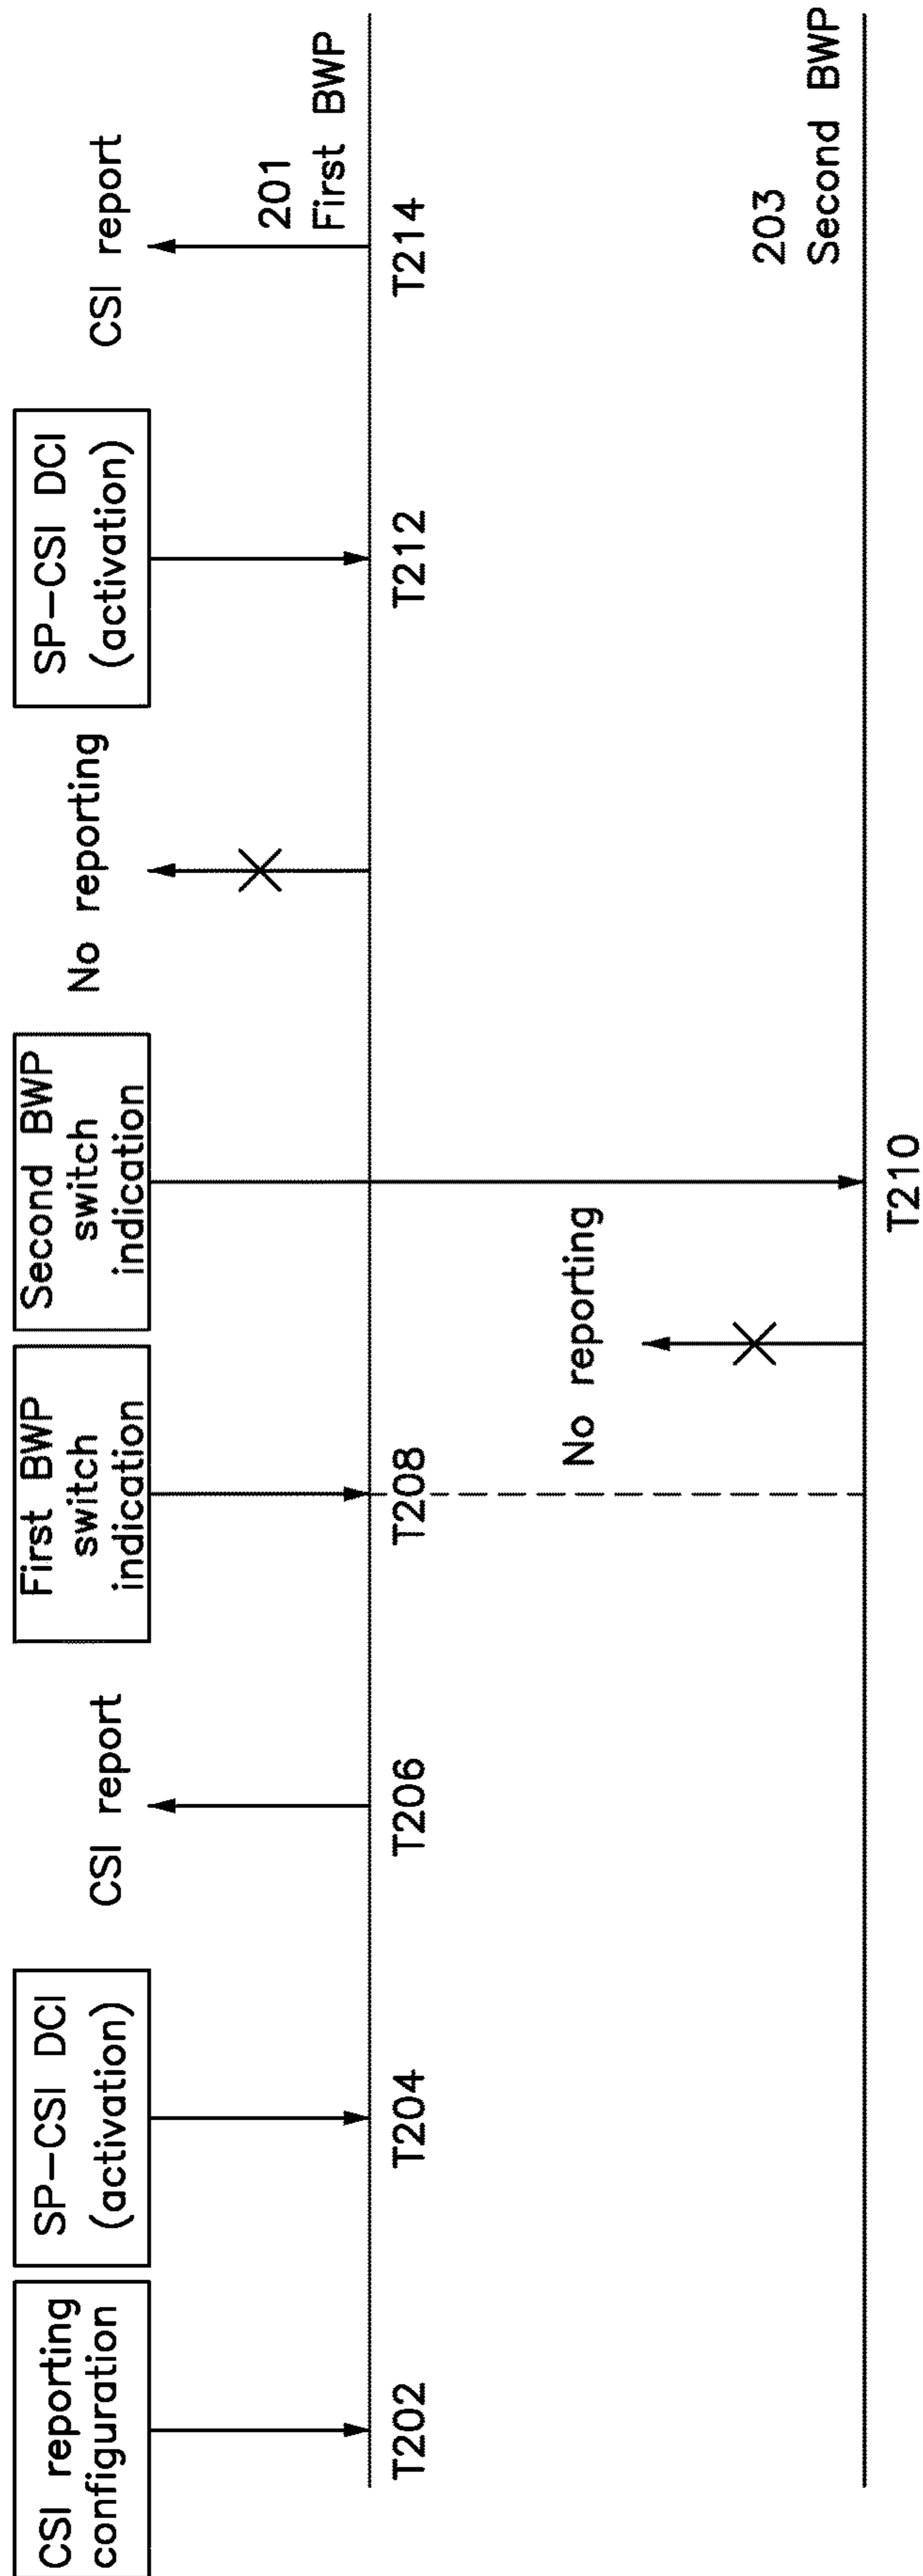 CSI reporting
configuration
T202
SP-CSI DCI
(activation)
T204
CSI report
T206
First BWP
switch
indication
T208
No reporting
Second BWP
switch
indication
T210
No reporting
SP-CSI DCI
(activation)
T212
CSI report
T214
201
First BWP
203
Second BWP